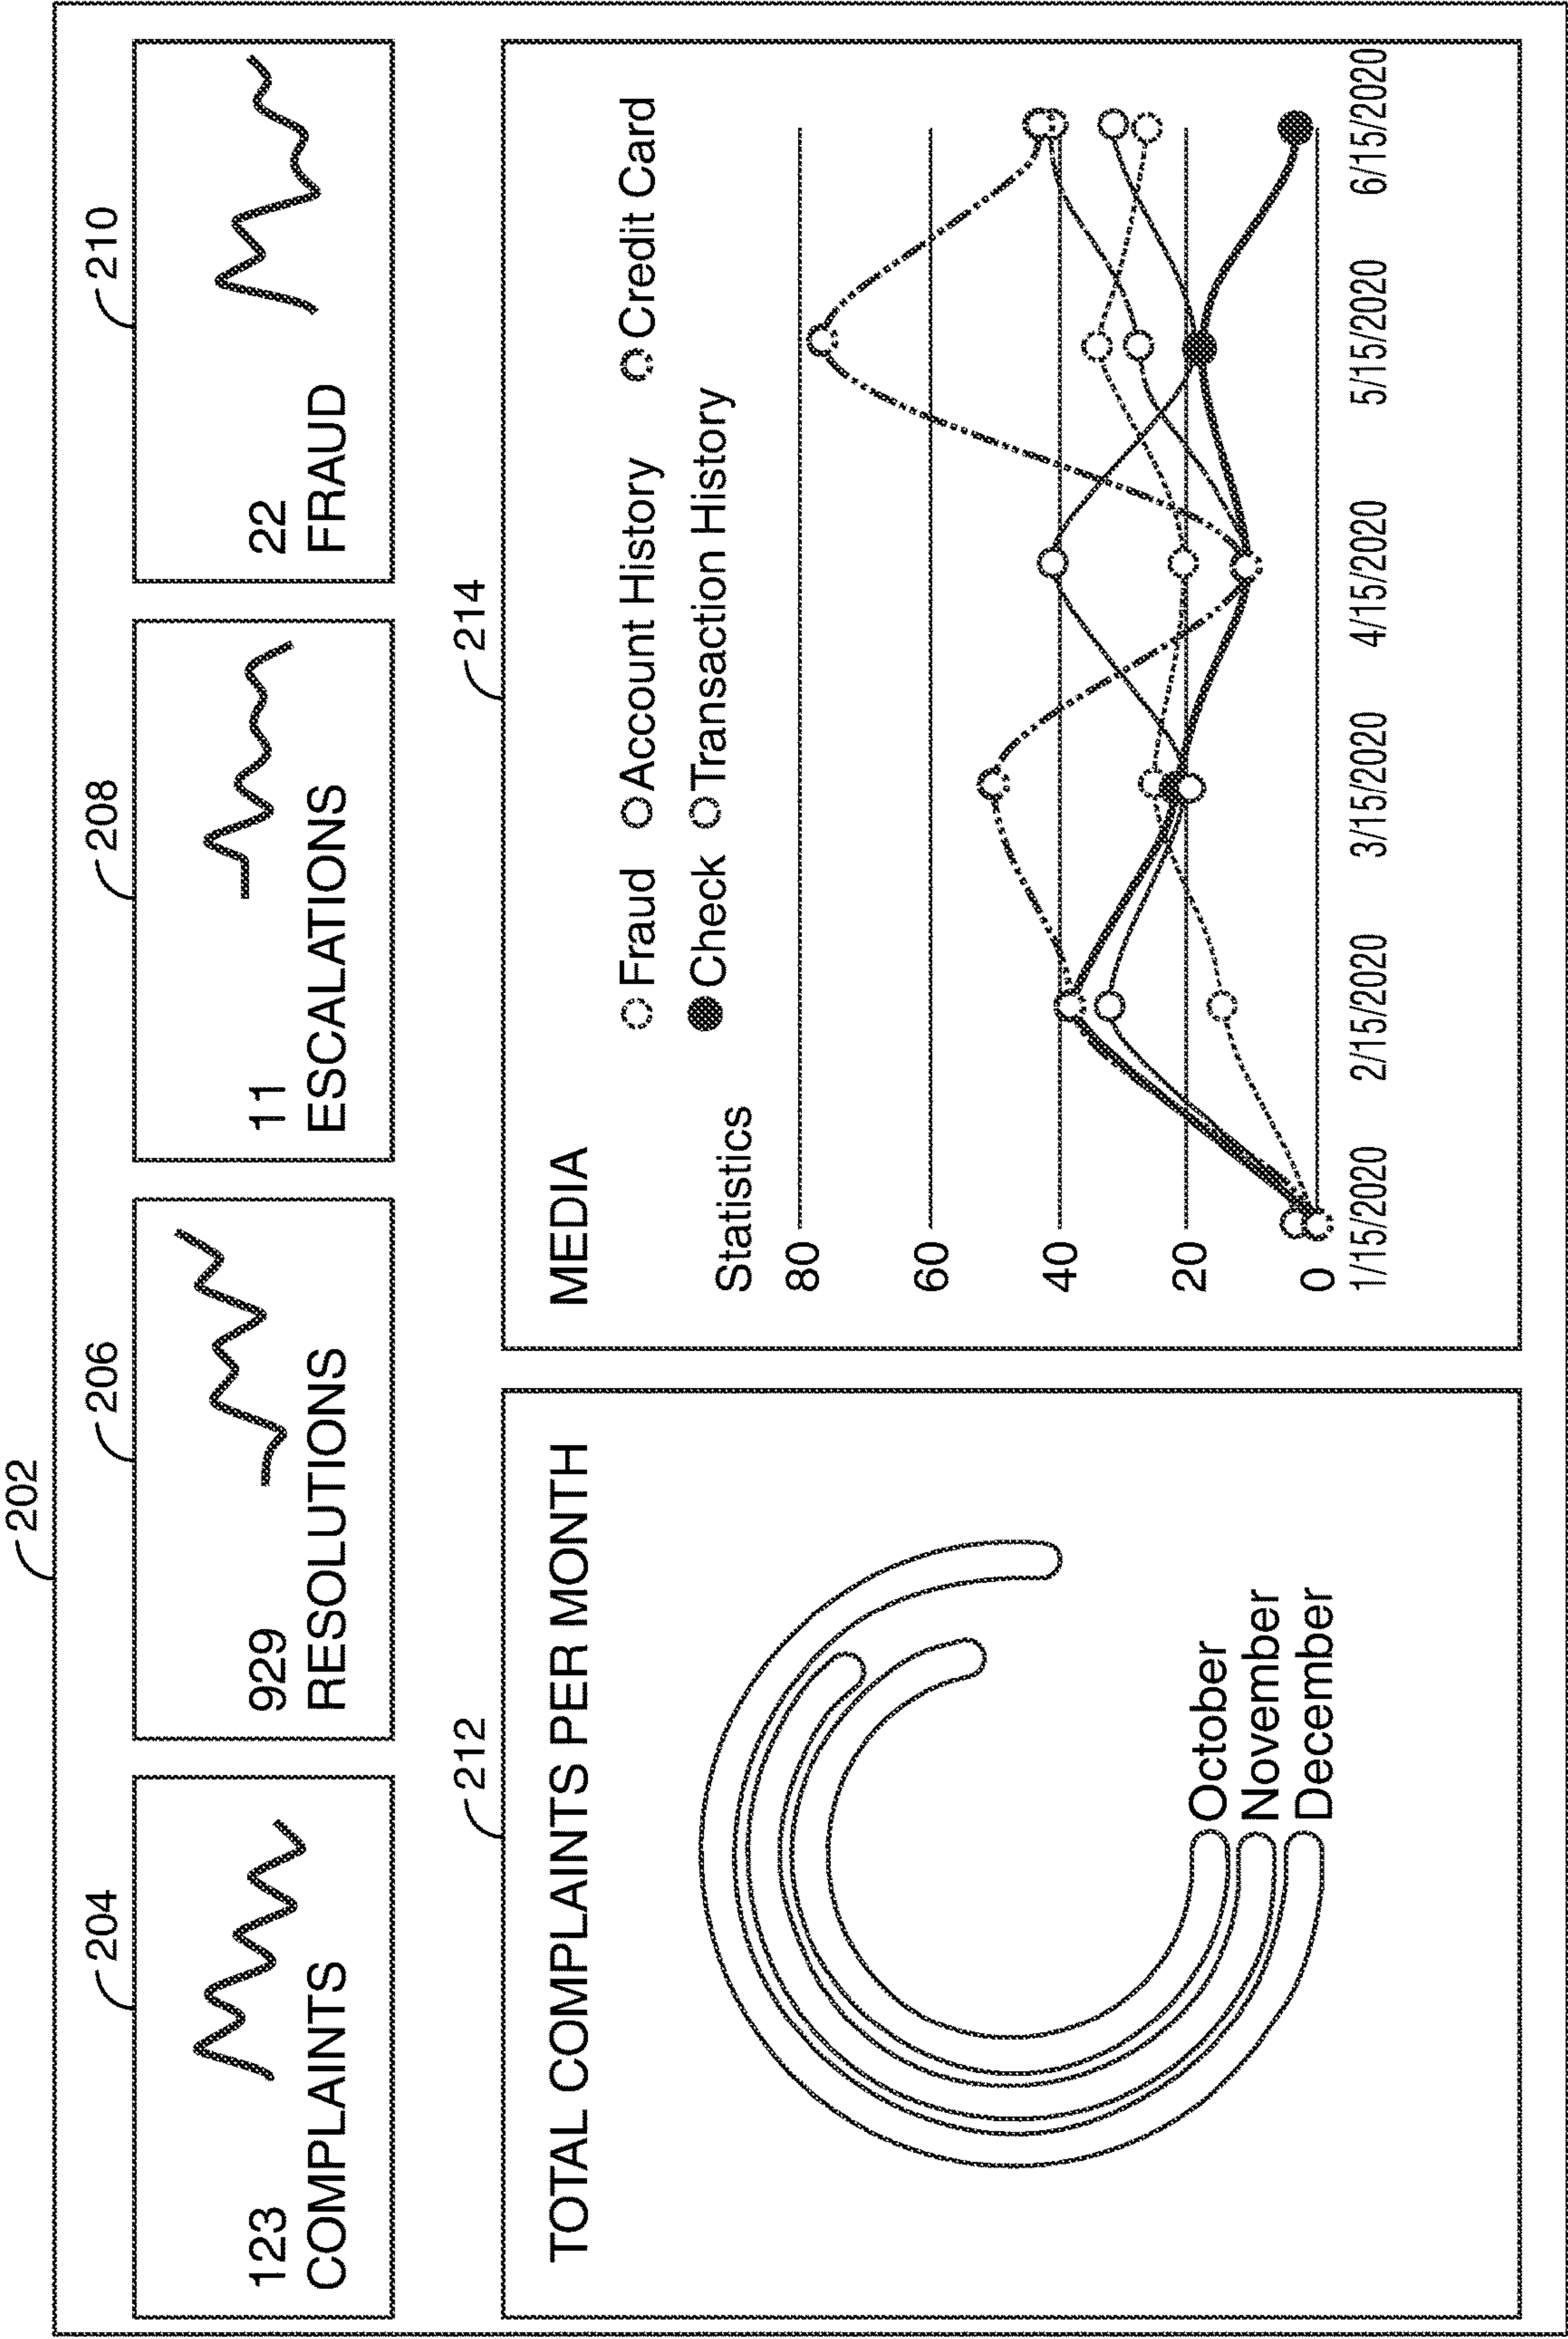 202
204
206
208
210
123
COMPLAINTS
929
RESOLUTIONS
11
ESCALATIONS
22
FRAUD
212
TOTAL COMPLAINTS PER MONTH
October
November
December
214
MEDIA
Fraud Account History Credit Card
Check Transaction History
Statistics
80
60
40
20
0
1/15/2020 2/15/2020 3/15/2020 4/15/2020 5/15/2020 6/15/2020